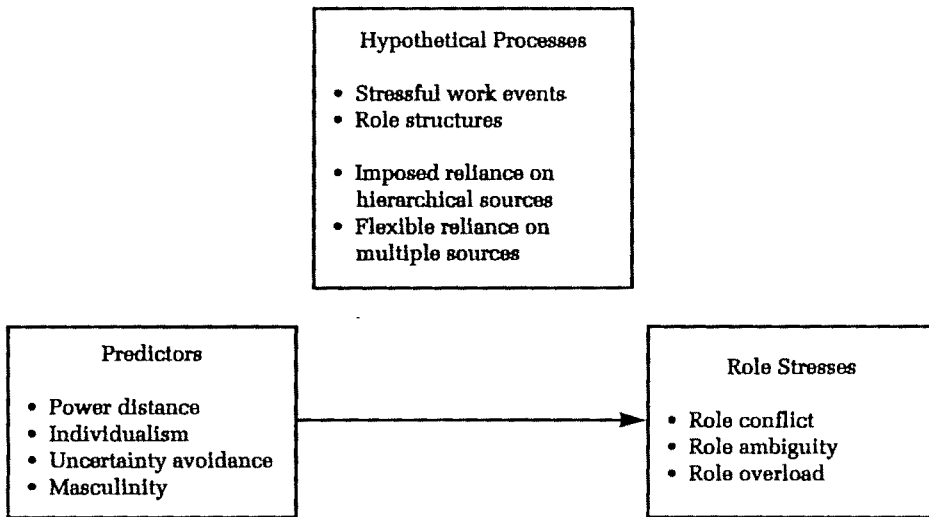 Hypothetical Processes
• Stressful work events
• Role structures
• Imposed reliance on
hierarchical sources
• Flexible reliance on
multiple sources
Predictors
• Power distance
• Individualism
• Uncertainty avoidance
• Masculinity
Role Stresses
• Role conflict
• Role ambiguity
• Role overload